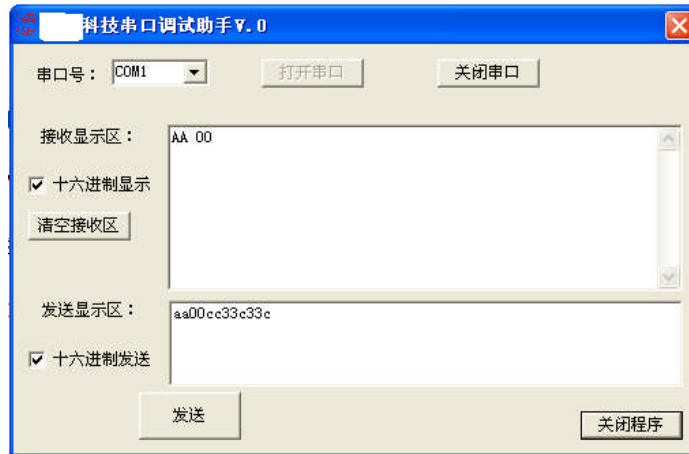 科技串口调试助手V.0
串口号： COM1 打开串口 关闭串口
接收显示区：
AA 00
十六进制显示
清空接收区
发送显示区：
aa00cc33c33c
十六进制发送
发送
关闭程序